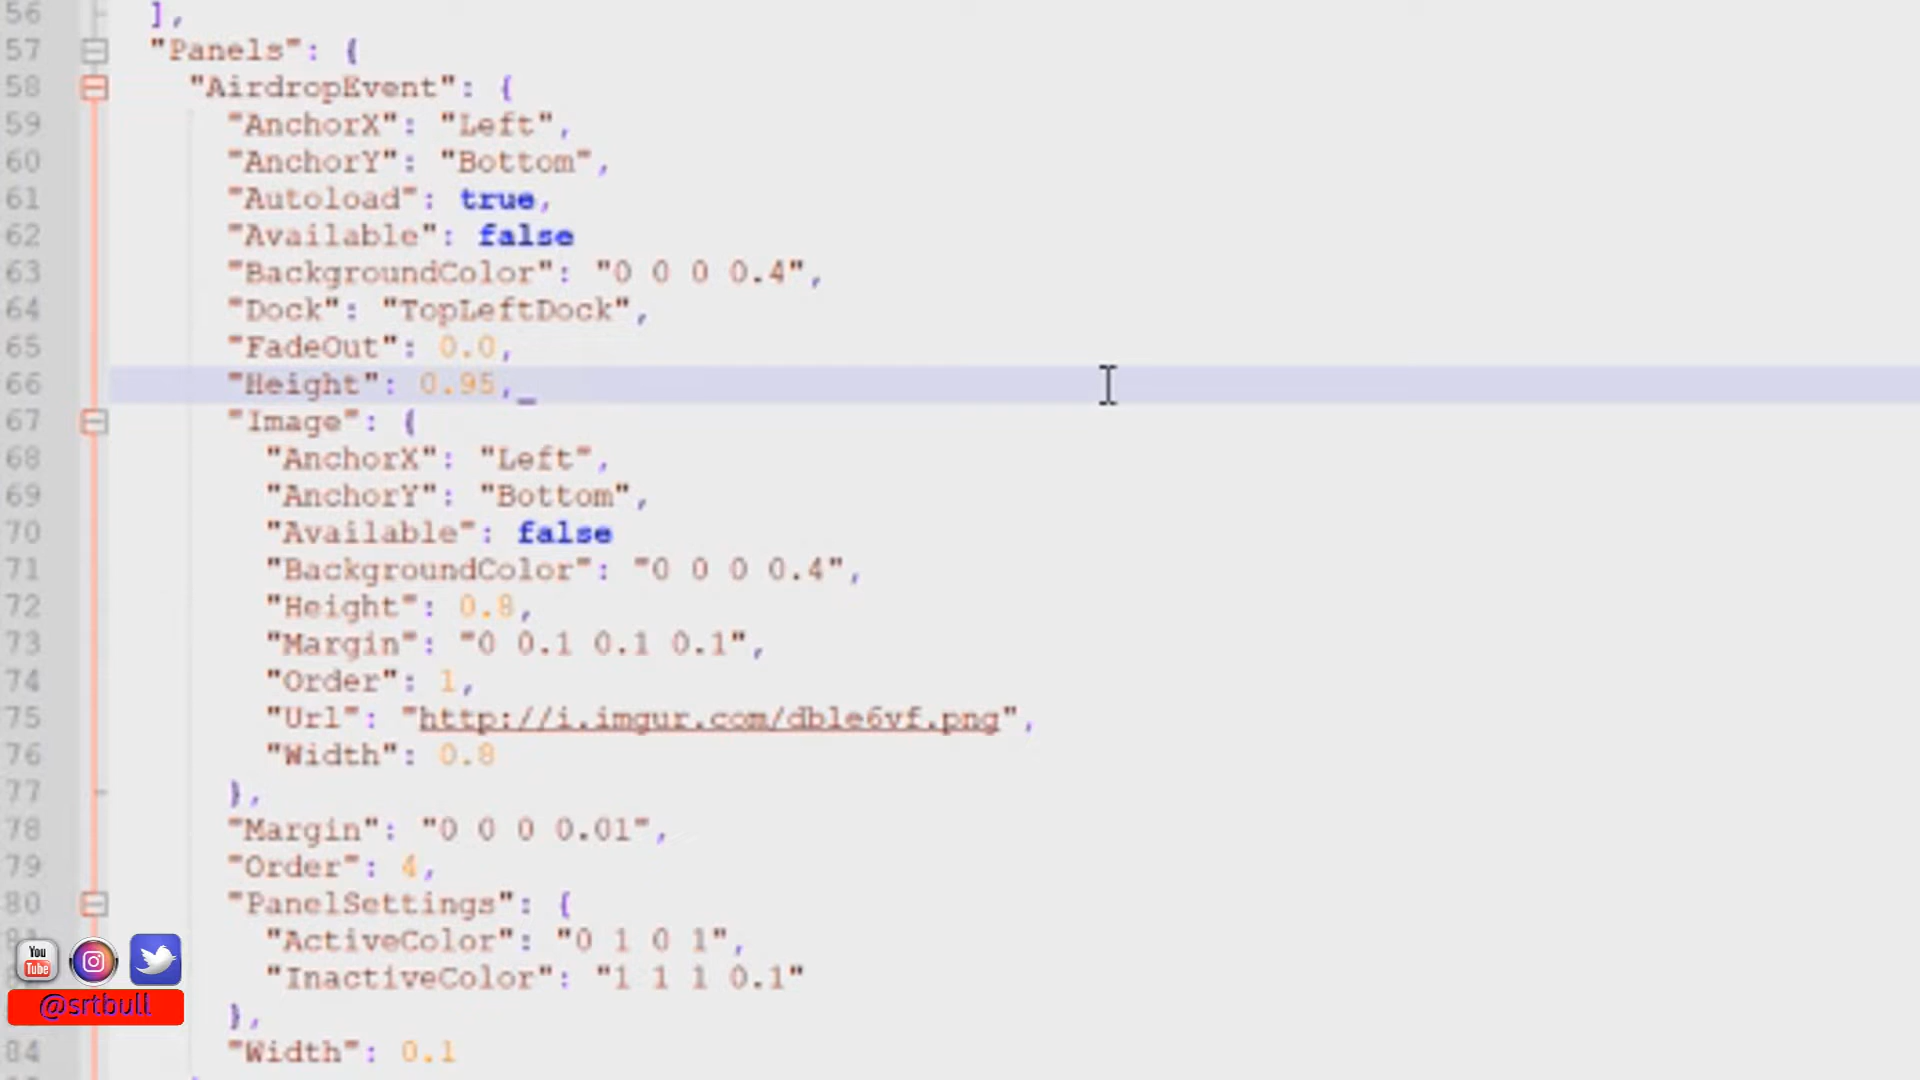 56 ],
57 "Panels": {
58 "AirdropEvent": {
59 "AnchorX": "Left",
60 "AnchorY": "Bottom",
61 "Autoload": true,
62 "Available": false
63 "BackgroundColor": "0 0 0 0.4",
64 "Dock": "TopLeftDock",
65 "FadeOut": 0.0,
66 "Height": 0.95,_
67 "Image": {
68 "AnchorX": "Left",
69 "AnchorY": "Bottom",
70 "Available": false
71 "BackgroundColor": "0 0 0 0.4",
72 "Height": 0.8,
73 "Margin": "0 0.1 0.1 0.1",
74 "Order": 1,
75 "Url": "http://i.imgur.com/dble6vf.png",
76 "Width": 0.8
77 },
78 "Margin": "0 0 0 0.01",
79 "Order": 4,
80 "PanelSettings": {
"ActiveColor": "0 1 0 1",
"InactiveColor": "1 1 1 0.1"
},
84 "Width": 0.1
You Tube
@srtbull